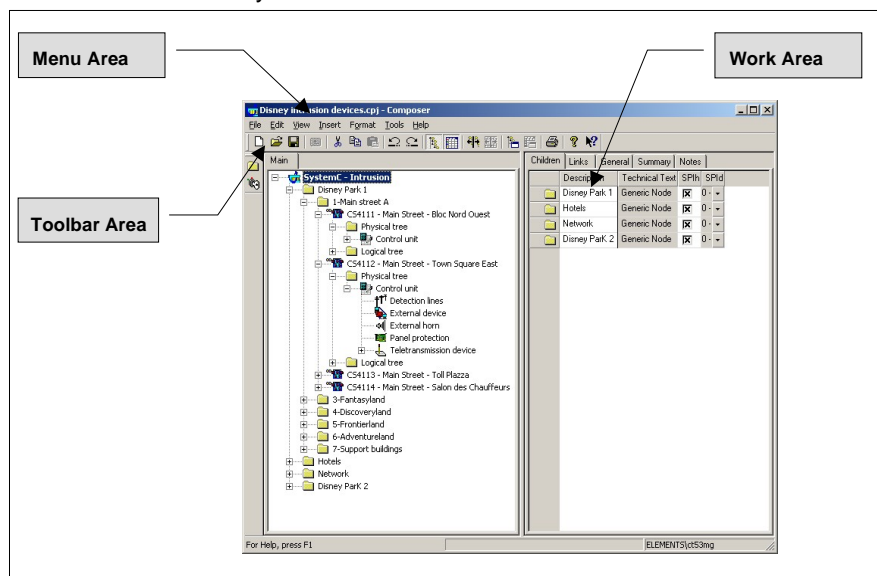 Menu Area
Work Area
Toolbar Area
Disney intrusion devices.cpj - Composer
File Edit View Insert Format Tools Help
Main
SystemC - Intrusion
Disney Park 1
1-Main street A
CS4111 - Main Street - Bloc Nord Ouest
Physical tree
Control unit
Logical tree
CS4112 - Main Street - Town Square East
Physical tree
Control unit
Detection lines
External device
External horn
Panel protection
Teletransmission device
Logical tree
CS4113 - Main Street - Toll Plazza
CS4114 - Main Street - Salon des Chauffeurs
3-Fantasyland
4-Discoveryland
5-Frontierland
6-Adventureland
7-Support buildings
Hotels
Network
Disney ParK 2
Children Links General Summary Notes
Description Technical Text SPIh SPId
Disney Park 1 Generic Node 0 -
Hotels Generic Node 0 -
Network Generic Node 0 -
Disney ParK 2 Generic Node 0 -
For Help, press F1
ELEMENTS\ct53mg